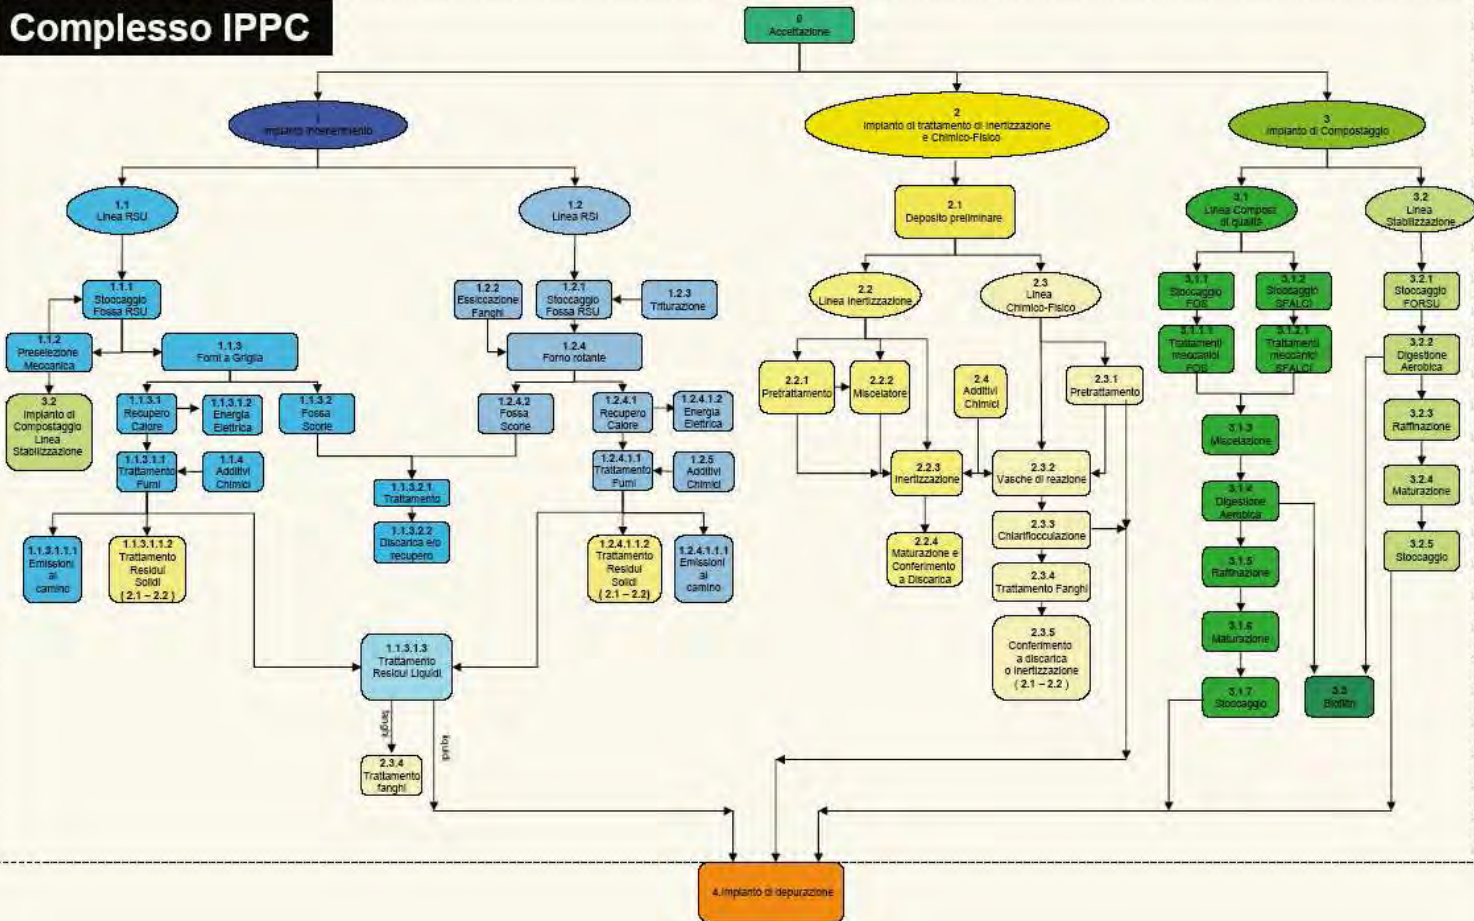 Complesso IPPC
0
Accettazione
1
Impianto Incenerimento
2
Impianto di trattamento di Inertizzazione
e Chimico-Fisico
3
Impianto di Compostaggio
1.1
Linea RSU
1.2
Linea RSI
2.1
Deposito preliminare
3.1
Linea Compost
di qualità
3.2
Linea
Stabilizzazione
1.1.1
Stoccaggio
Fossa RSU
1.2.2
Essiccazione
Fanghi
1.2.1
Stoccaggio
Fossa RSU
1.2.3
Triturazione
2.2
Linea Inertizzazione
2.3
Linea
Chimico-Fisico
3.1.1
Stoccaggio
FOS
3.1.2
Stoccaggio
SFALCI
3.2.1
Stoccaggio
FORSU
1.1.2
Preselezione
Meccanica
1.1.3
Forni a Griglia
1.2.4
Forno rotante
3.1.1.1
Trattamenti
meccanici
FOS
3.1.2.1
Trattamenti
meccanici
SFALCI
3.2.2
Digestione
Aerobica
2.2.1
Pretrattamento
2.2.2
Miscelatore
2.4
Additivi
Chimici
2.3.1
Pretrattamento
3.2
Impianto di
Compostaggio
Linea
Stabilizzazione
1.1.3.1
Recupero
Calore
1.1.3.1.2
Energia
Elettrica
1.1.3.2
Fossa
Scorie
1.2.4.2
Fossa
Scorie
1.2.4.1
Recupero
Calore
1.2.4.1.2
Energia
Elettrica
3.1.3
Miscelazione
3.2.3
Raffinazione
1.1.3.1.1
Trattamento
Fumi
1.1.4
Additivi
Chimici
1.2.4.1.1
Trattamento
Fumi
1.2.5
Additivi
Chimici
2.2.3
Inertizzazione
2.3.2
Vasche di reazione
3.2.4
Maturazione
1.1.3.2.1
Trattamento
3.1.4
Digestione
Aerobica
1.1.3.2.2
Discarica e/o
recupero
2.3.3
Chiariflocculazione
1.1.3.1.1.1
Emissioni
al
camino
1.1.3.1.1.2
Trattamento
Residui
Solidi
( 2.1 – 2.2 )
1.2.4.1.1.2
Trattamento
Residui
Solidi
( 2.1 – 2.2)
1.2.4.1.1.1
Emissioni
al
camino
2.2.4
Maturazione e
Conferimento
a Discarica
2.3.4
Trattamento Fanghi
3.1.5
Raffinazione
3.2.5
Stoccaggio
2.3.5
Conferimento
a discarica
o Inertizzazione
( 2.1 – 2.2 )
3.1.6
Maturazione
1.1.3.1.3
Trattamento
Residui Liquidi
3.1.7
Stoccaggio
3.3
Biofiltri
fanghi
liquidi
2.3.4
Trattamento
fanghi
4.Impianto di depurazione